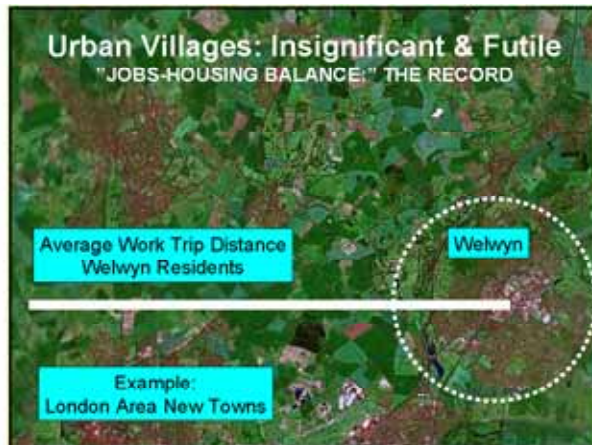 Urban Villages: Insignificant & Futile
"JOBS-HOUSING BALANCE:" THE RECORD
Average Work Trip Distance
Welwyn Residents
Welwyn
Example:
London Area New Towns